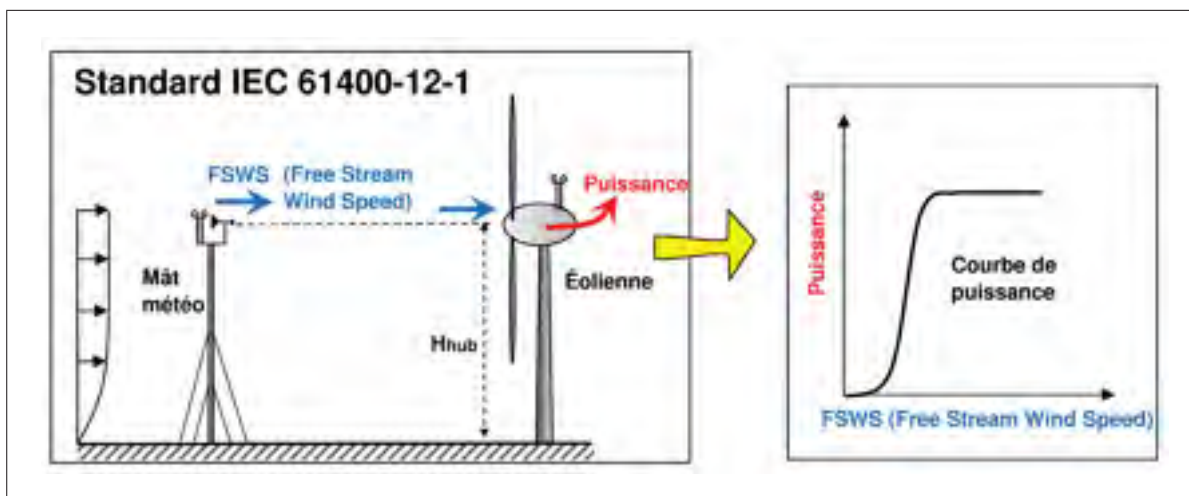 Standard IEC 61400-12-1
FSWS (Free Stream
Wind Speed)
Puissance
Mât
météo
Éolienne
Hhub
Puissance
Courbe de
puissance
FSWS (Free Stream Wind Speed)